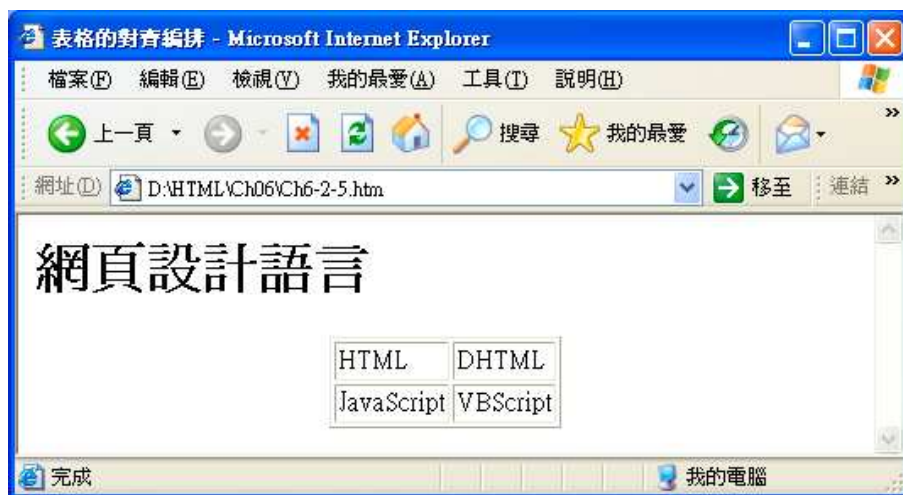 表格的對齊編排 - Microsoft Internet Explorer
檔案(F) 編輯(E) 檢視(V) 我的最愛(A) 工具(T) 說明(H)
上一頁 搜尋 我的最愛 »
網址(D) D:\HTML\Ch06\Ch6-2-5.htm 移至 連結 »
網頁設計語言
HTML DHTML
JavaScript VBScript
完成 我的電腦